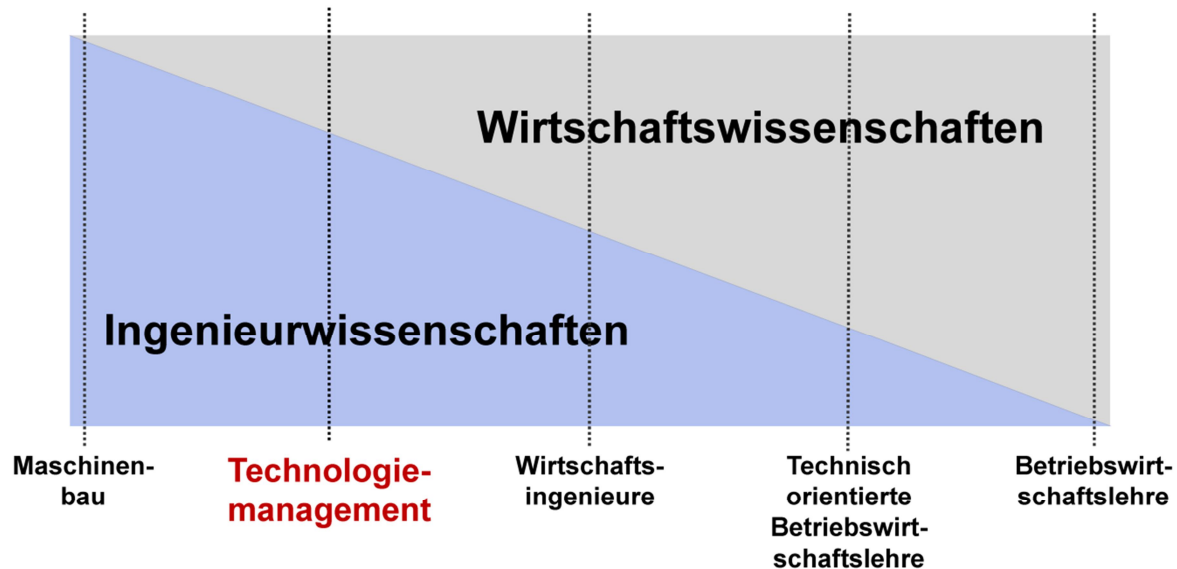 Wirtschaftswissenschaften
Ingenieurwissenschaften
Maschinen-
bau
Technologie-
management
Wirtschafts-
ingenieure
Technisch
orientierte
Betriebswirt-
schaftslehre
Betriebswirt-
schaftslehre